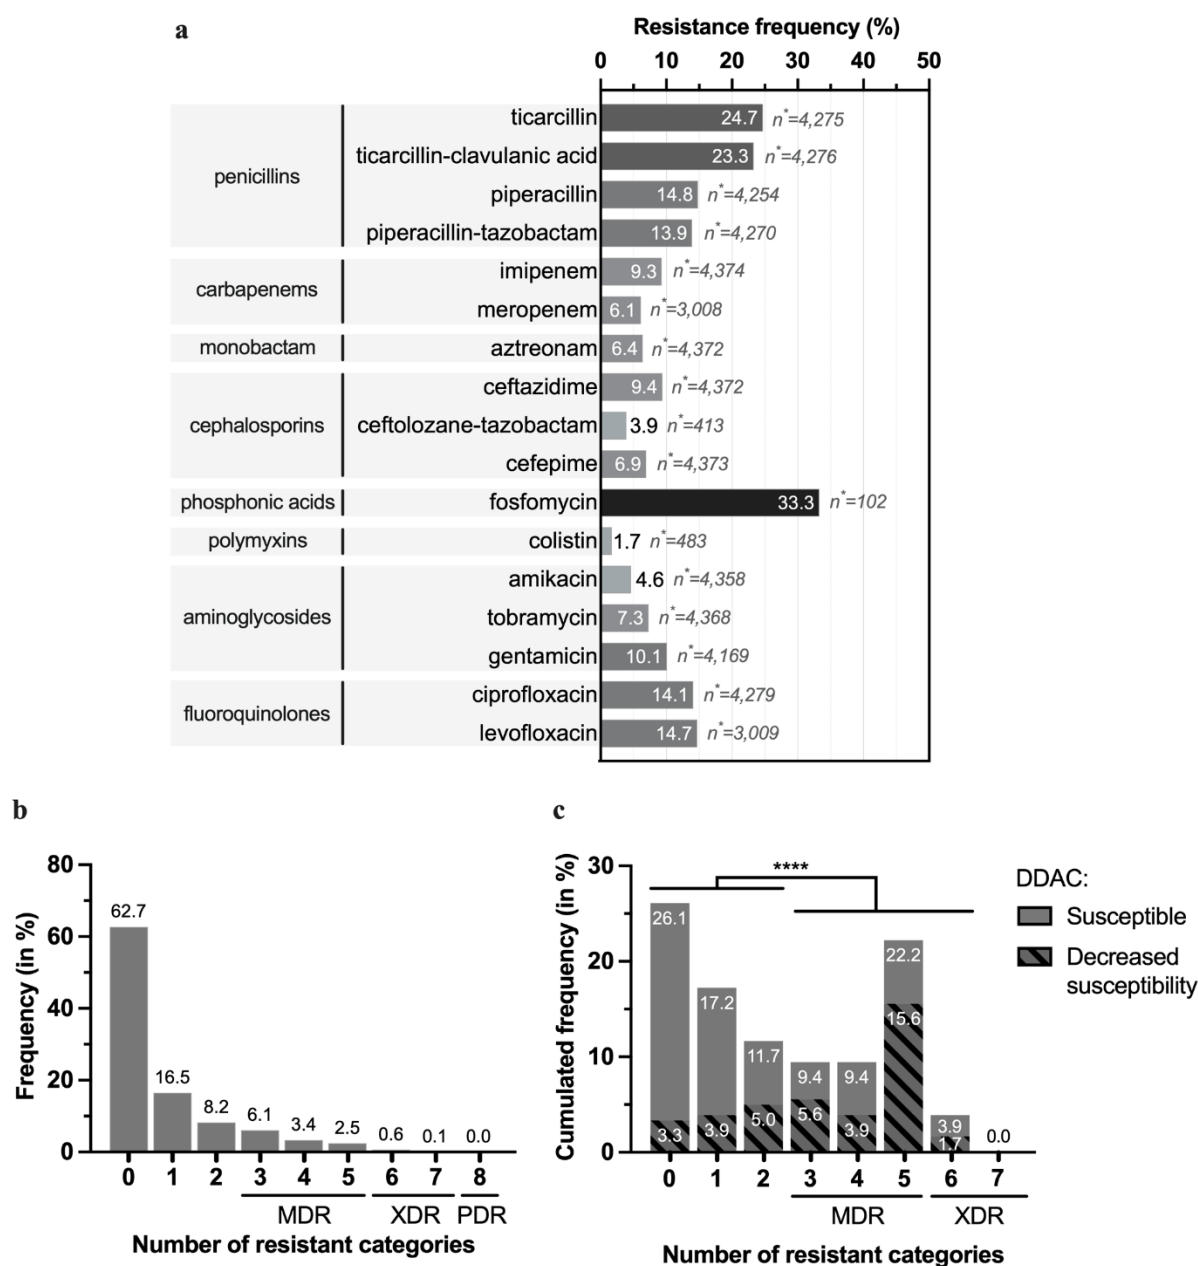 a
Resistance frequency (%)
0 10 20 30 40 50
penicillins
ticarcillin 24.7 n*=4,275
ticarcillin-clavulanic acid 23.3 n*=4,276
piperacillin 14.8 n*=4,254
piperacillin-tazobactam 13.9 n*=4,270
carbapenems
imipenem 9.3 n*=4,374
meropenem 6.1 n*=3,008
monobactam aztreonam 6.4 n*=4,372
cephalosporins
ceftazidime 9.4 n*=4,372
ceftolozane-tazobactam 3.9 n*=413
cefepime 6.9 n*=4,373
phosphonic acids fosfomycin 33.3 n*=102
polymyxins colistin 1.7 n*=483
aminoglycosides
amikacin 4.6 n*=4,358
tobramycin 7.3 n*=4,368
gentamicin 10.1 n*=4,169
fluoroquinolones
ciprofloxacin 14.1 n*=4,279
levofloxacin 14.7 n*=3,009
b
Frequency (in %)
80
60
40
20
0
62.7 16.5 8.2 6.1 3.4 2.5 0.6 0.1 0.0
0 1 2 3 4 5 6 7 8
MDR XDR PDR
Number of resistant categories
c
Cumulated frequency (in %)
30
20
10
0
****
26.1 17.2 11.7 9.4 9.4 22.2 3.9 0.0
3.3 3.9 5.0 5.6 3.9 15.6 1.7
0 1 2 3 4 5 6 7
MDR XDR
Number of resistant categories
DDAC:
Susceptible
Decreased
susceptibility